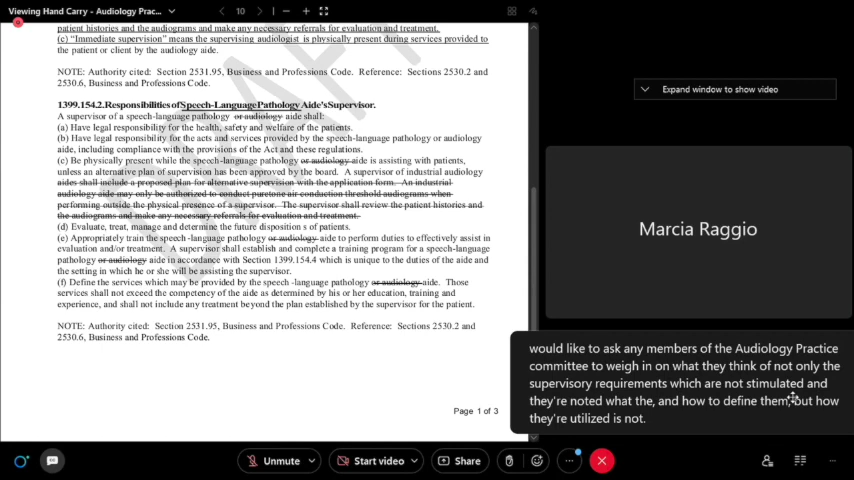 Viewing Hand Carry - Audiology Prac...
10
patient histories and the audiograms and make any necessary referrals for evaluation and treatment.
(c) "Immediate supervision" means the supervising audiologist is physically present during services provided to
the patient or client by the audiology aide.
NOTE: Authority cited: Section 2531.95, Business and Professions Code. Reference: Sections 2530.2 and
2530.6, Business and Professions Code.
1399.154.2. Responsibilities of Speech-Language Pathology Aide's Supervisor.
A supervisor of a speech-language pathology or audiology aide shall:
(a) Have legal responsibility for the health, safety and welfare of the patients.
(b) Have legal responsibility for the acts and services provided by the speech-language pathology or audiology
aide, including compliance with the provisions of the Act and these regulations.
(c) Be physically present while the speech-language pathology or audiology aide is assisting with patients,
unless an alternative plan of supervision has been approved by the board. A supervisor of industrial audiology
aides shall include a proposed plan for alternative supervision with the application form. An industrial
audiology aide may only be authorized to conduct puretone air conduction threshold audiograms when
performing outside the physical presence of a supervisor. The supervisor shall review the patient histories and
the audiograms and make any necessary referrals for evaluation and treatment.
(d) Evaluate, treat, manage and determine the future disposition s of patients.
(e) Appropriately train the speech-language pathology or audiology aide to perform duties to effectively assist in
evaluation and/or treatment. A supervisor shall establish and complete a training program for a speech-language
pathology or audiology aide in accordance with Section 1399.154.4 which is unique to the duties of the aide and
the setting in which he or she will be assisting the supervisor.
(f) Define the services which may be provided by the speech -language pathology or audiology aide. Those
services shall not exceed the competency of the aide as determined by his or her education, training and
experience, and shall not include any treatment beyond the plan established by the supervisor for the patient.
NOTE: Authority cited: Section 2531.95, Business and Professions Code. Reference: Sections 2530.2 and
2530.6, Business and Professions Code.
Page 1 of 3
DRAFT
Expand window to show video
Marcia Raggio
would like to ask any members of the Audiology Practice
committee to weigh in on what they think of not only the
supervisory requirements which are not stimulated and
they're noted what the, and how to define them, but how
they're utilized is not.
Unmute
Start video
Share